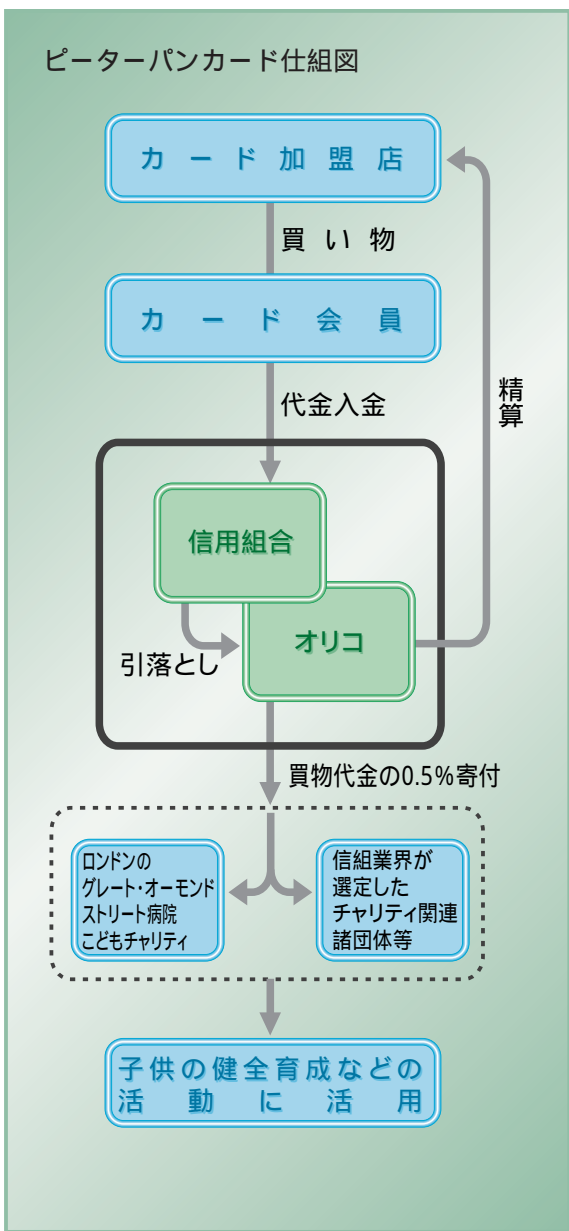 ピーターパンカード仕組図
カード加盟店
買い物
カード会員
代金入金
精算
信用組合
オリコ
引落とし
買物代金の0.5%寄付
ロンドンの
グレート・オーモンド
ストリート病院
こどもチャリティ
信組業界が
選定した
チャリティ関連
諸団体等
子供の健全育成などの
活動に活用